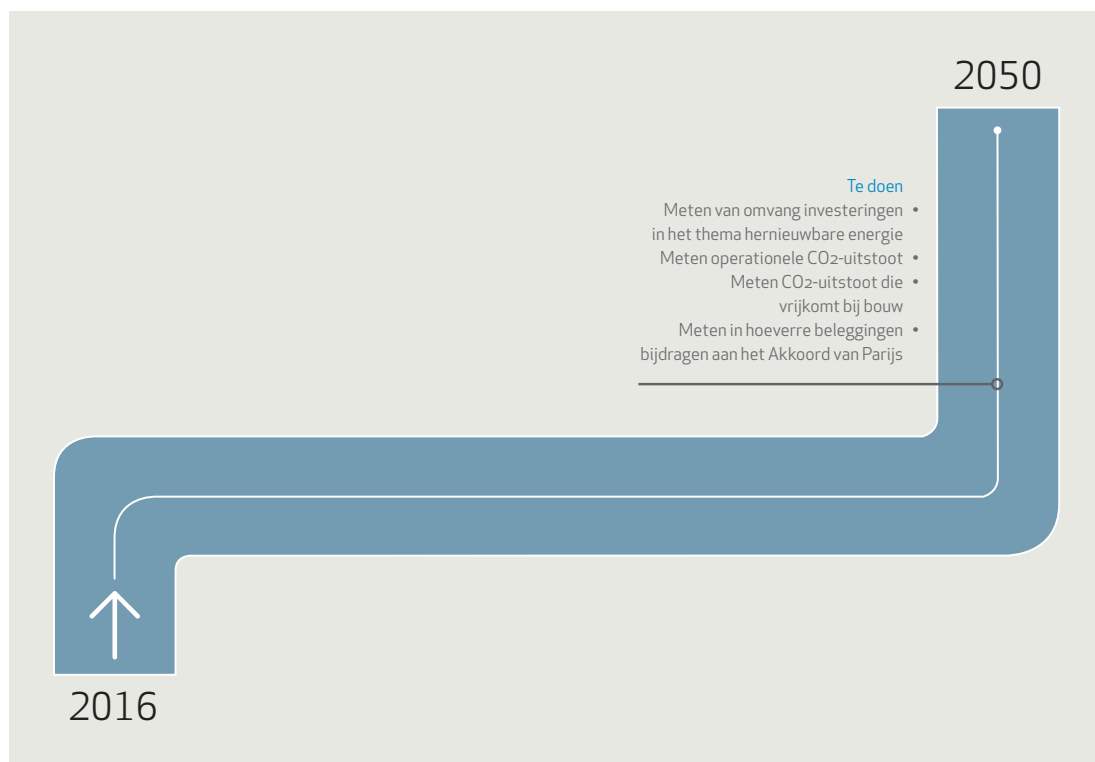 2050
Te doen
Meten van omvang investeringen •
in het thema hernieuwbare energie
Meten operationele CO2-uitstoot •
Meten CO2-uitstoot die •
vrijkomt bij bouw
Meten in hoeverre beleggingen •
bijdragen aan het Akkoord van Parijs
2016